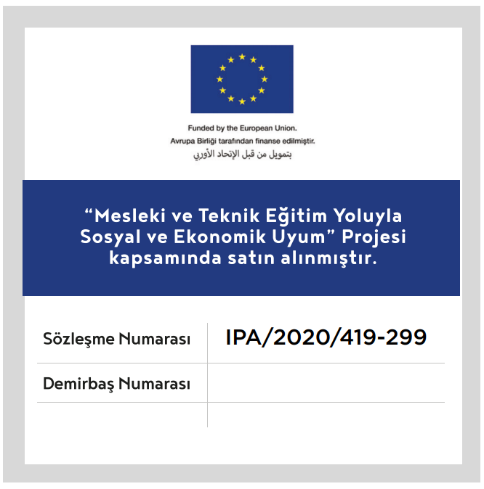 Funded by the European Union.
Avrupa Birliği tarafından finanse edilmiştir.
بتمويل من قبل الإتحاد الأوربي
“Mesleki ve Teknik Eğitim Yoluyla
Sosyal ve Ekonomik Uyum” Projesi
kapsamında satın alınmıştır.
Sözleşme Numarası IPA/2020/419-299
Demirbaş Numarası